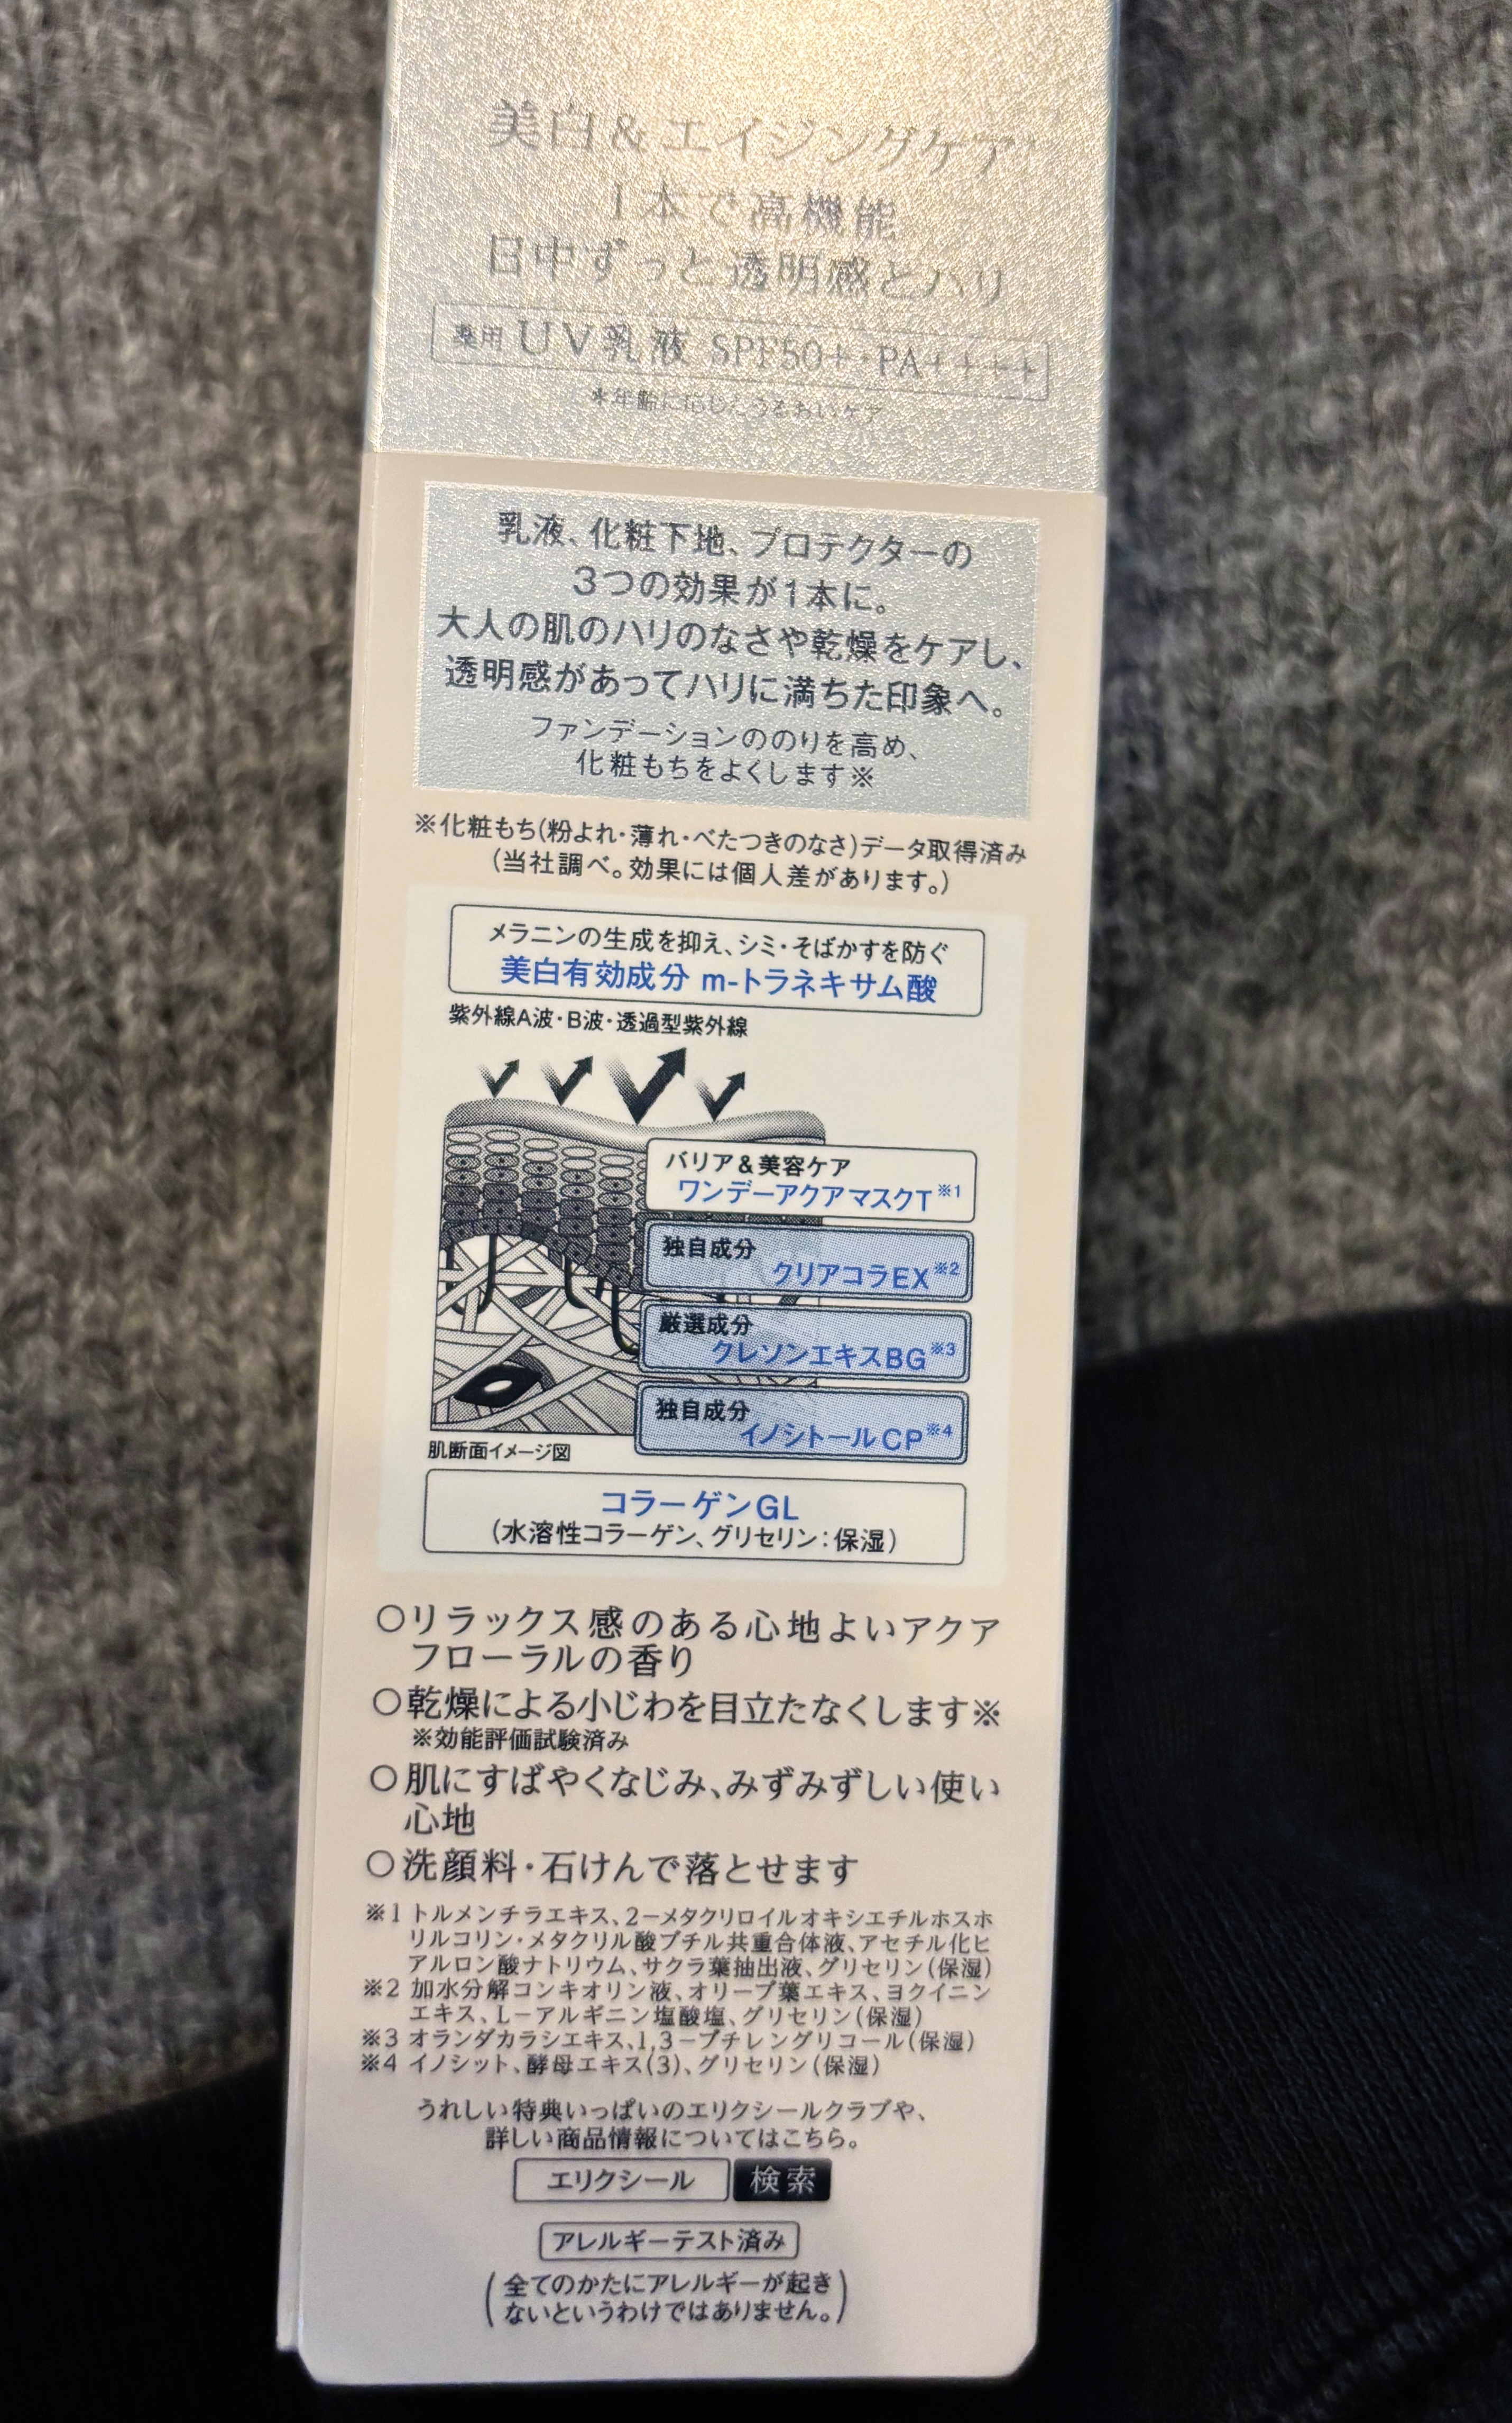 美白&エイジングケア*
1本で高機能
日中ずっと透明感とハリ
薬用 UV乳液 SPF50+・PA++++
*年齢に応じたうるおいケア
乳液、化粧下地、プロテクターの
3つの効果が1本に。
大人の肌のハリのなさや乾燥をケアし、
透明感があってハリに満ちた印象へ。
ファンデーションののりを高め、
化粧もちをよくします※
※化粧もち(粉よれ・薄れ・べたつきのなさ)データ取得済み
(当社調べ。効果には個人差があります。)
メラニンの生成を抑え、シミ・そばかすを防ぐ
美白有効成分 m-トラネキサム酸
紫外線A波・B波・透過型紫外線
バリア&美容ケア
ワンデーアクアマスクT※1
独自成分
クリアコラEX※2
厳選成分
クレソンエキスBG※3
独自成分
イノシトールCP※4
肌断面イメージ図
コラーゲンGL
(水溶性コラーゲン、グリセリン:保湿)
○リラックス感のある心地よいアクア
フローラルの香り
○乾燥による小じわを目立たなくします※
※効能評価試験済み
○肌にすばやくなじみ、みずみずしい使い
心地
○洗顔料・石けんで落とせます
※1 トルメンチラエキス、2-メタクリロイルオキシエチルホスホ
リルコリン・メタクリル酸ブチル共重合体液、アセチル化ヒ
アルロン酸ナトリウム、サクラ葉抽出液、グリセリン(保湿)
※2 加水分解コンキオリン液、オリーブ葉エキス、ヨクイニン
エキス、L-アルギニン塩酸塩、グリセリン(保湿)
※3 オランダカラシエキス、1,3-ブチレングリコール(保湿)
※4 イノシット、酵母エキス(3)、グリセリン(保湿)
うれしい特典いっぱいのエリクシールクラブや、
詳しい商品情報についてはこちら。
エリクシール 検索
アレルギーテスト済み
(全てのかたにアレルギーが起き
ないというわけではありません。)